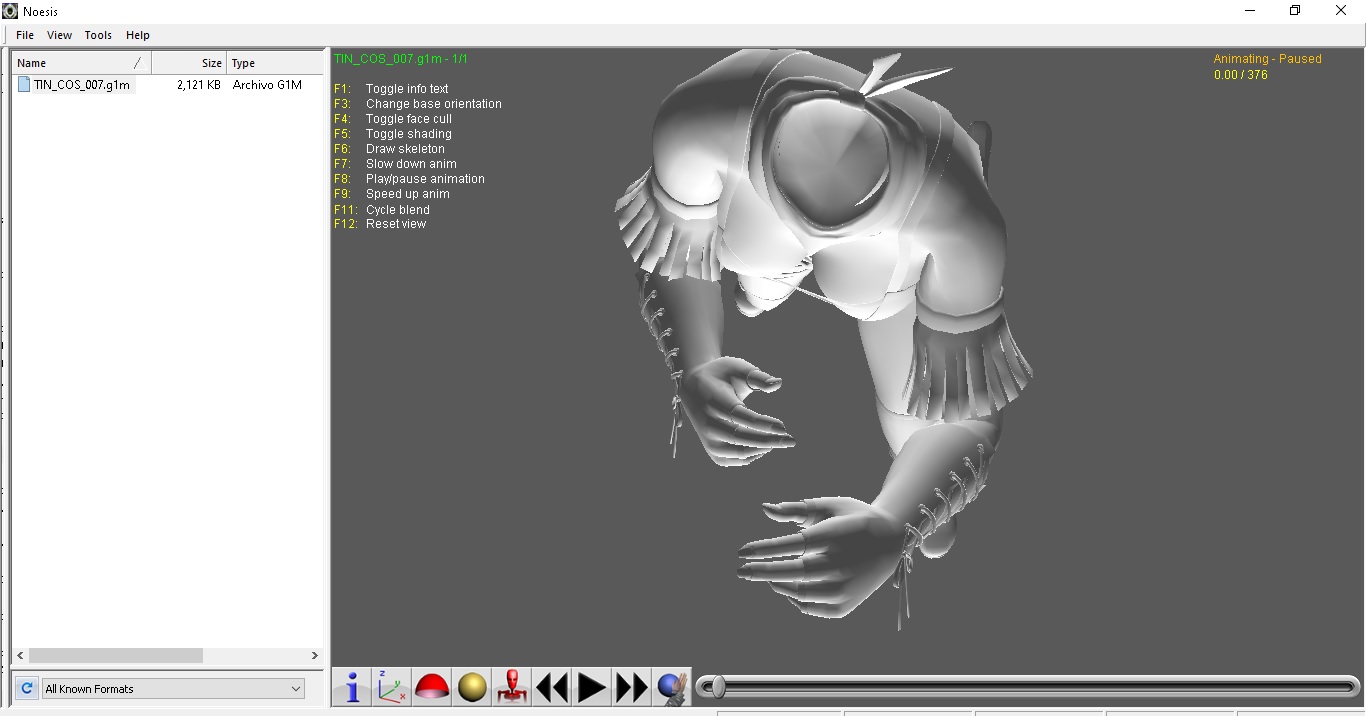 Noesis
File View Tools Help
Name Size Type
TIN_COS_007.g1m 2,121 KB Archivo G1M
TIN_COS_007.g1m - 1/1
Animating - Paused
0.00 / 376
F1: Toggle info text
F3: Change base orientation
F4: Toggle face cull
F5: Toggle shading
F6: Draw skeleton
F7: Slow down anim
F8: Play/pause animation
F9: Speed up anim
F11: Cycle blend
F12: Reset view
All Known Formats
z
y
x